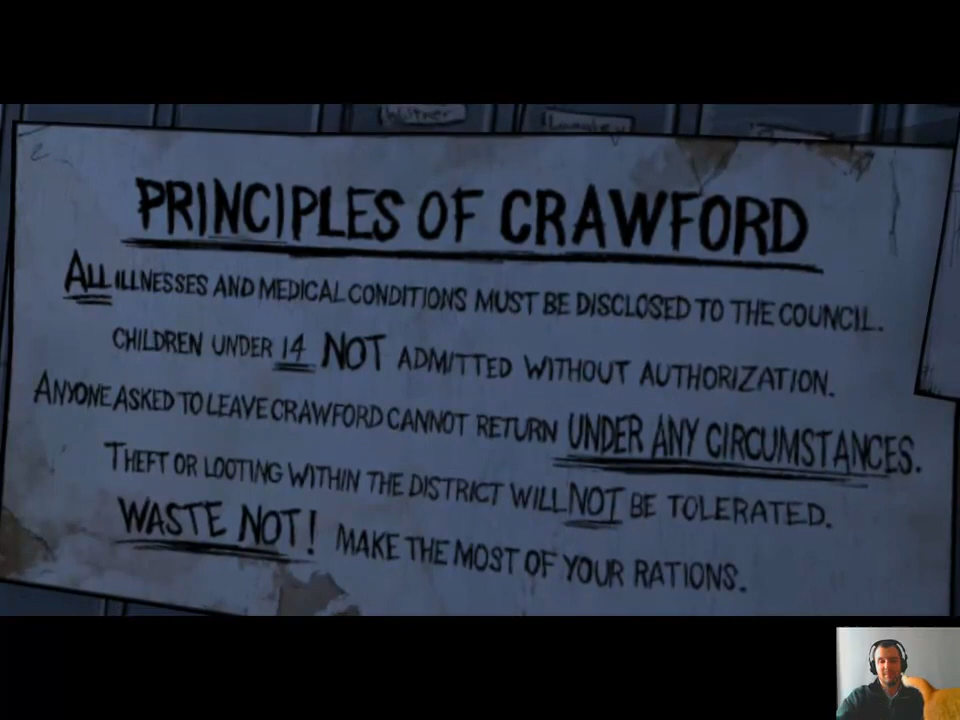 Wistner
PRINCIPLES OF CRAWFORD
ALL ILLNESSES AND MEDICAL CONDITIONS MUST BE DISCLOSED TO THE COUNCIL.
CHILDREN UNDER 14 NOT ADMITTED WITHOUT AUTHORIZATION.
ANYONE ASKED TO LEAVE CRAWFORD CANNOT RETURN UNDER ANY CIRCUMSTANCES.
THEFT OR LOOTING WITHIN THE DISTRICT WILL NOT BE TOLERATED.
WASTE NOT! MAKE THE MOST OF YOUR RATIONS.